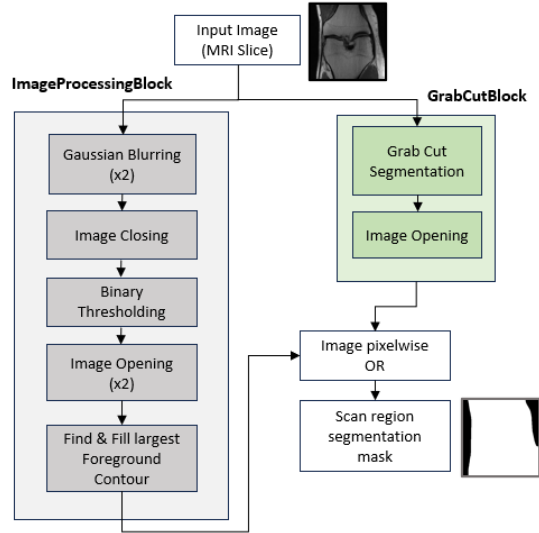 Input Image
(MRI Slice)
ImageProcessingBlock
GrabCutBlock
Gaussian Blurring
(x2)
Image Closing
Binary
Thresholding
Image Opening
(x2)
Find & Fill largest
Foreground
Contour
Grab Cut
Segmentation
Image Opening
Image pixelwise
OR
Scan region
segmentation
mask